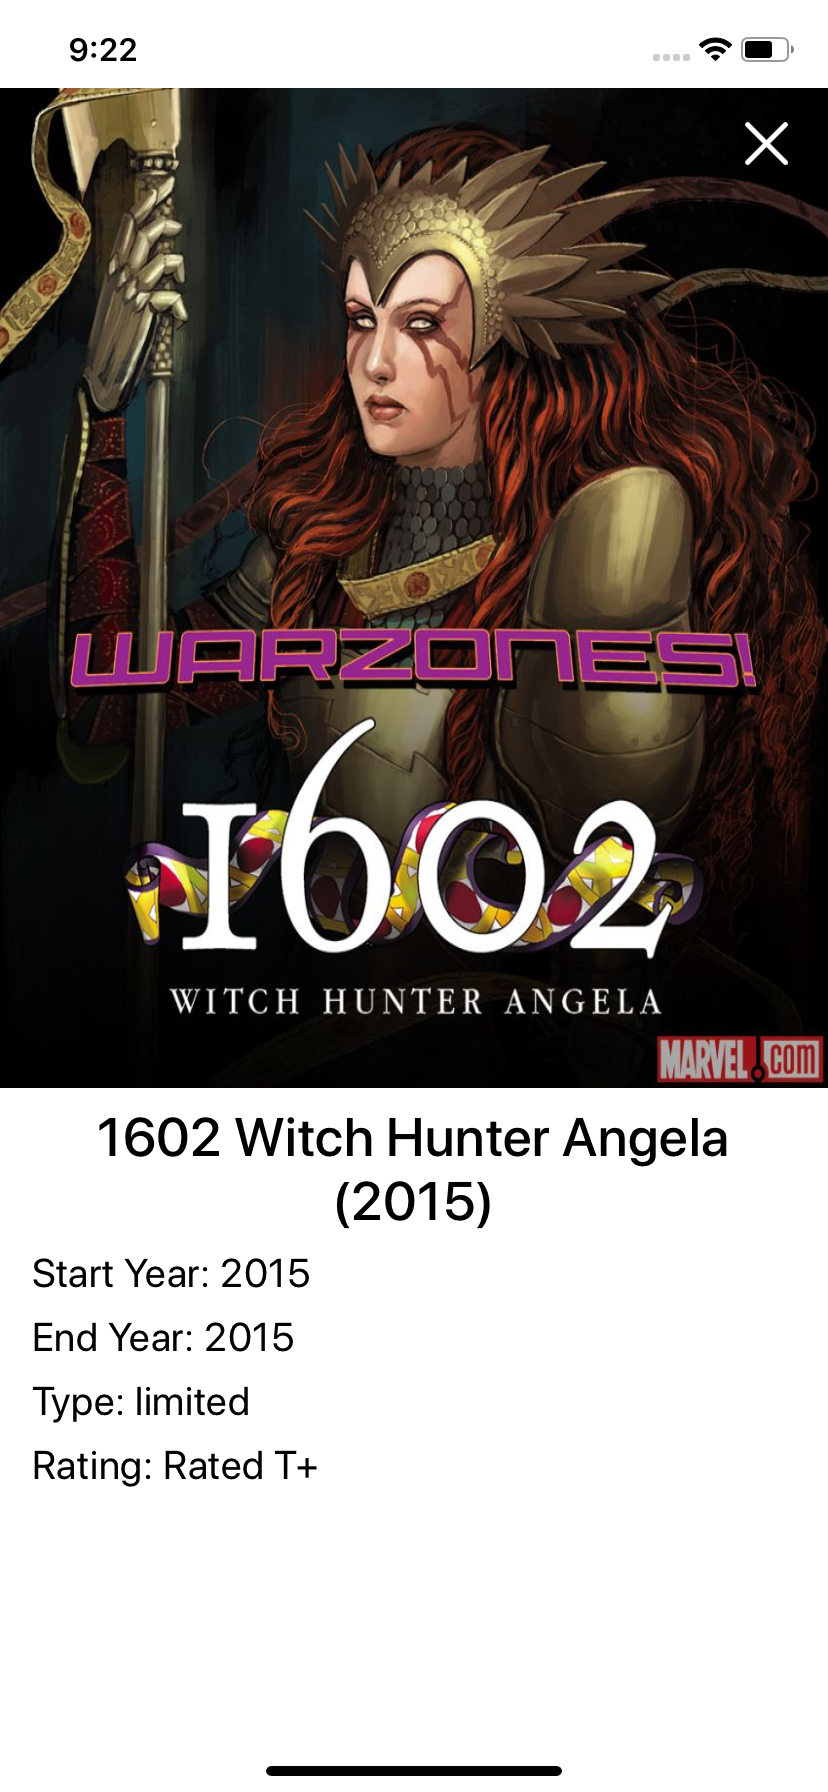 9:22
WARZONES!
1602
WITCH HUNTER ANGELA
MARVEL.COM
1602 Witch Hunter Angela
(2015)
Start Year: 2015
End Year: 2015
Type: limited
Rating: Rated T+